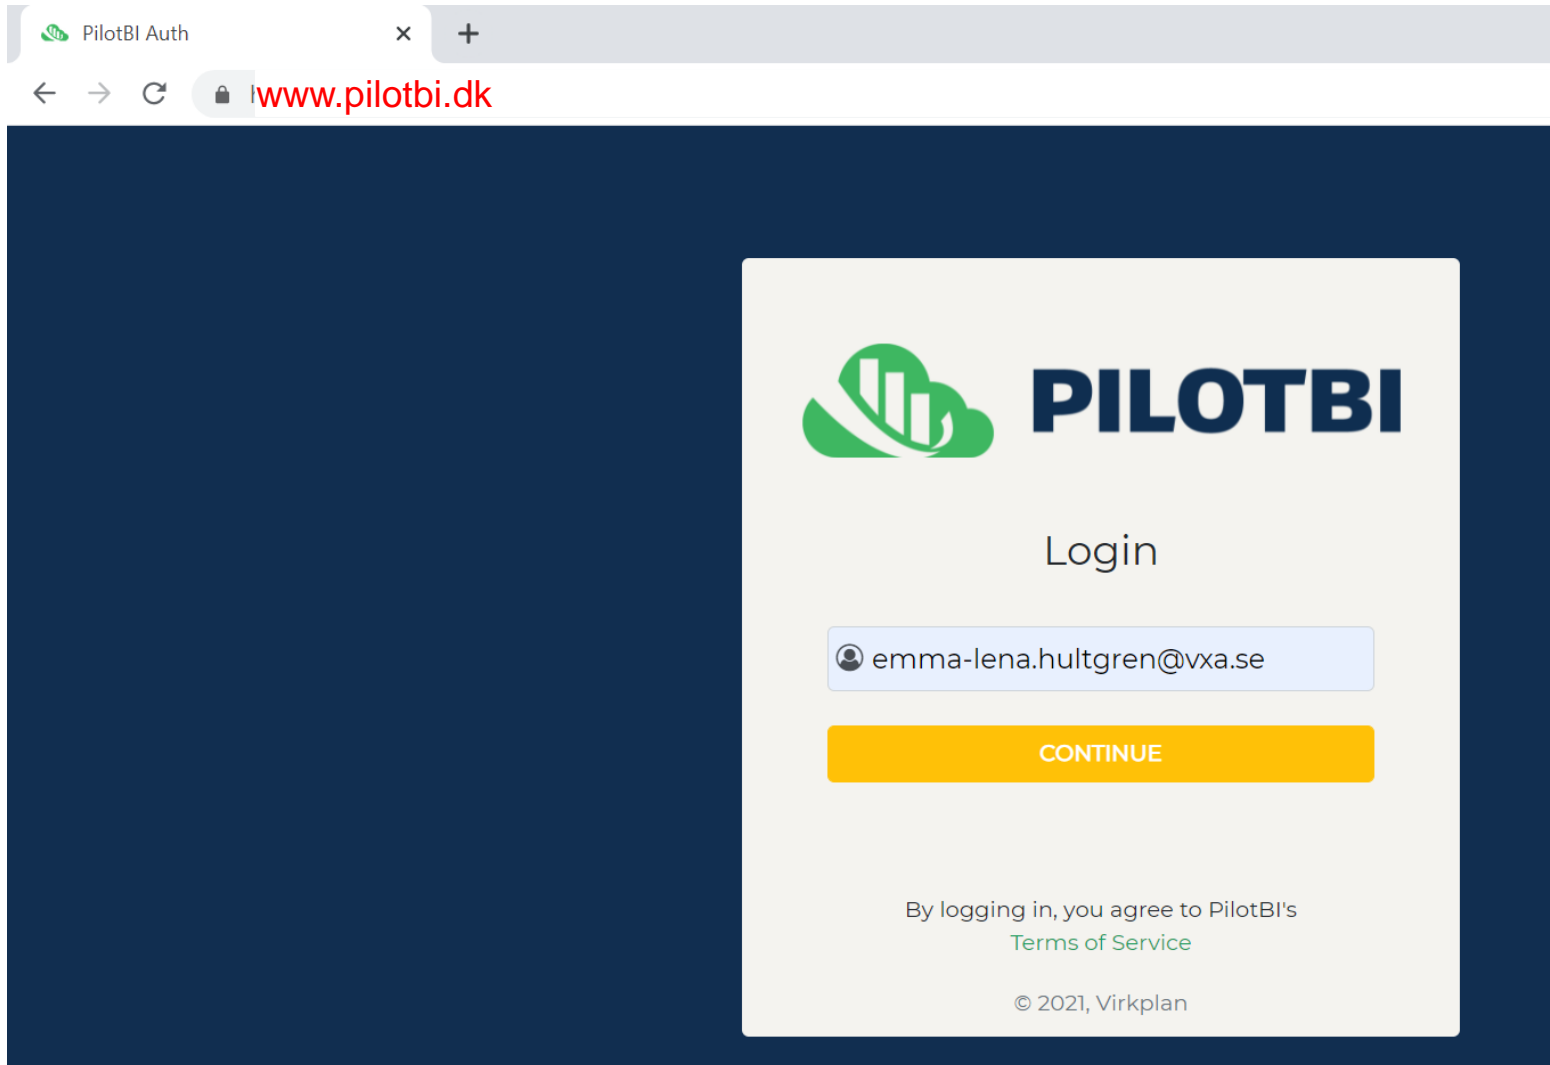 PilotBI Auth
www.pilotbi.dk
PILOTBI
Login
emma-lena.hultgren@vxa.se
CONTINUE
By logging in, you agree to PilotBI's
Terms of Service
© 2021, Virkplan